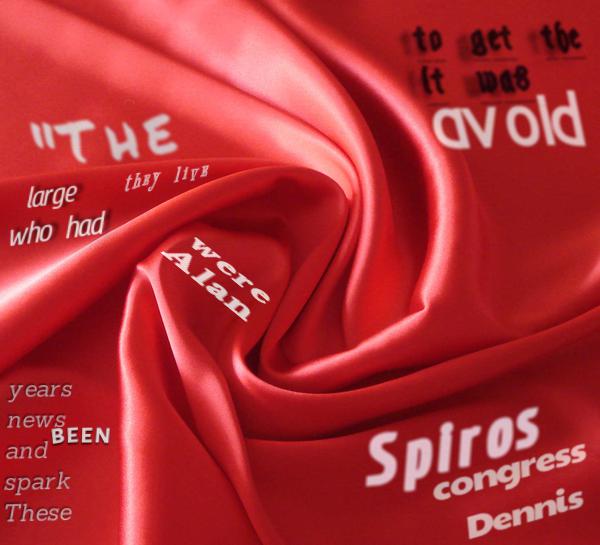 to get the
It was
avoid
"THE
they live
large
who had
were
Alan
years
news
and
spark
These
BEEN
Spiros
congress
Dennis